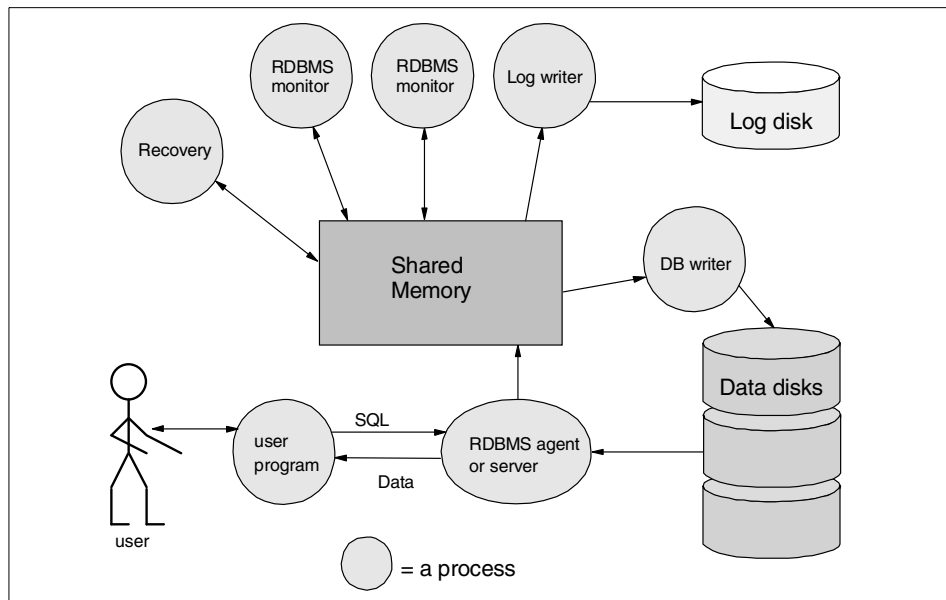 RDBMS
monitor
RDBMS
monitor
Log writer
Log disk
Recovery
Shared
Memory
DB writer
Data disks
SQL
user
program
RDBMS agent
or server
Data
user
= a process